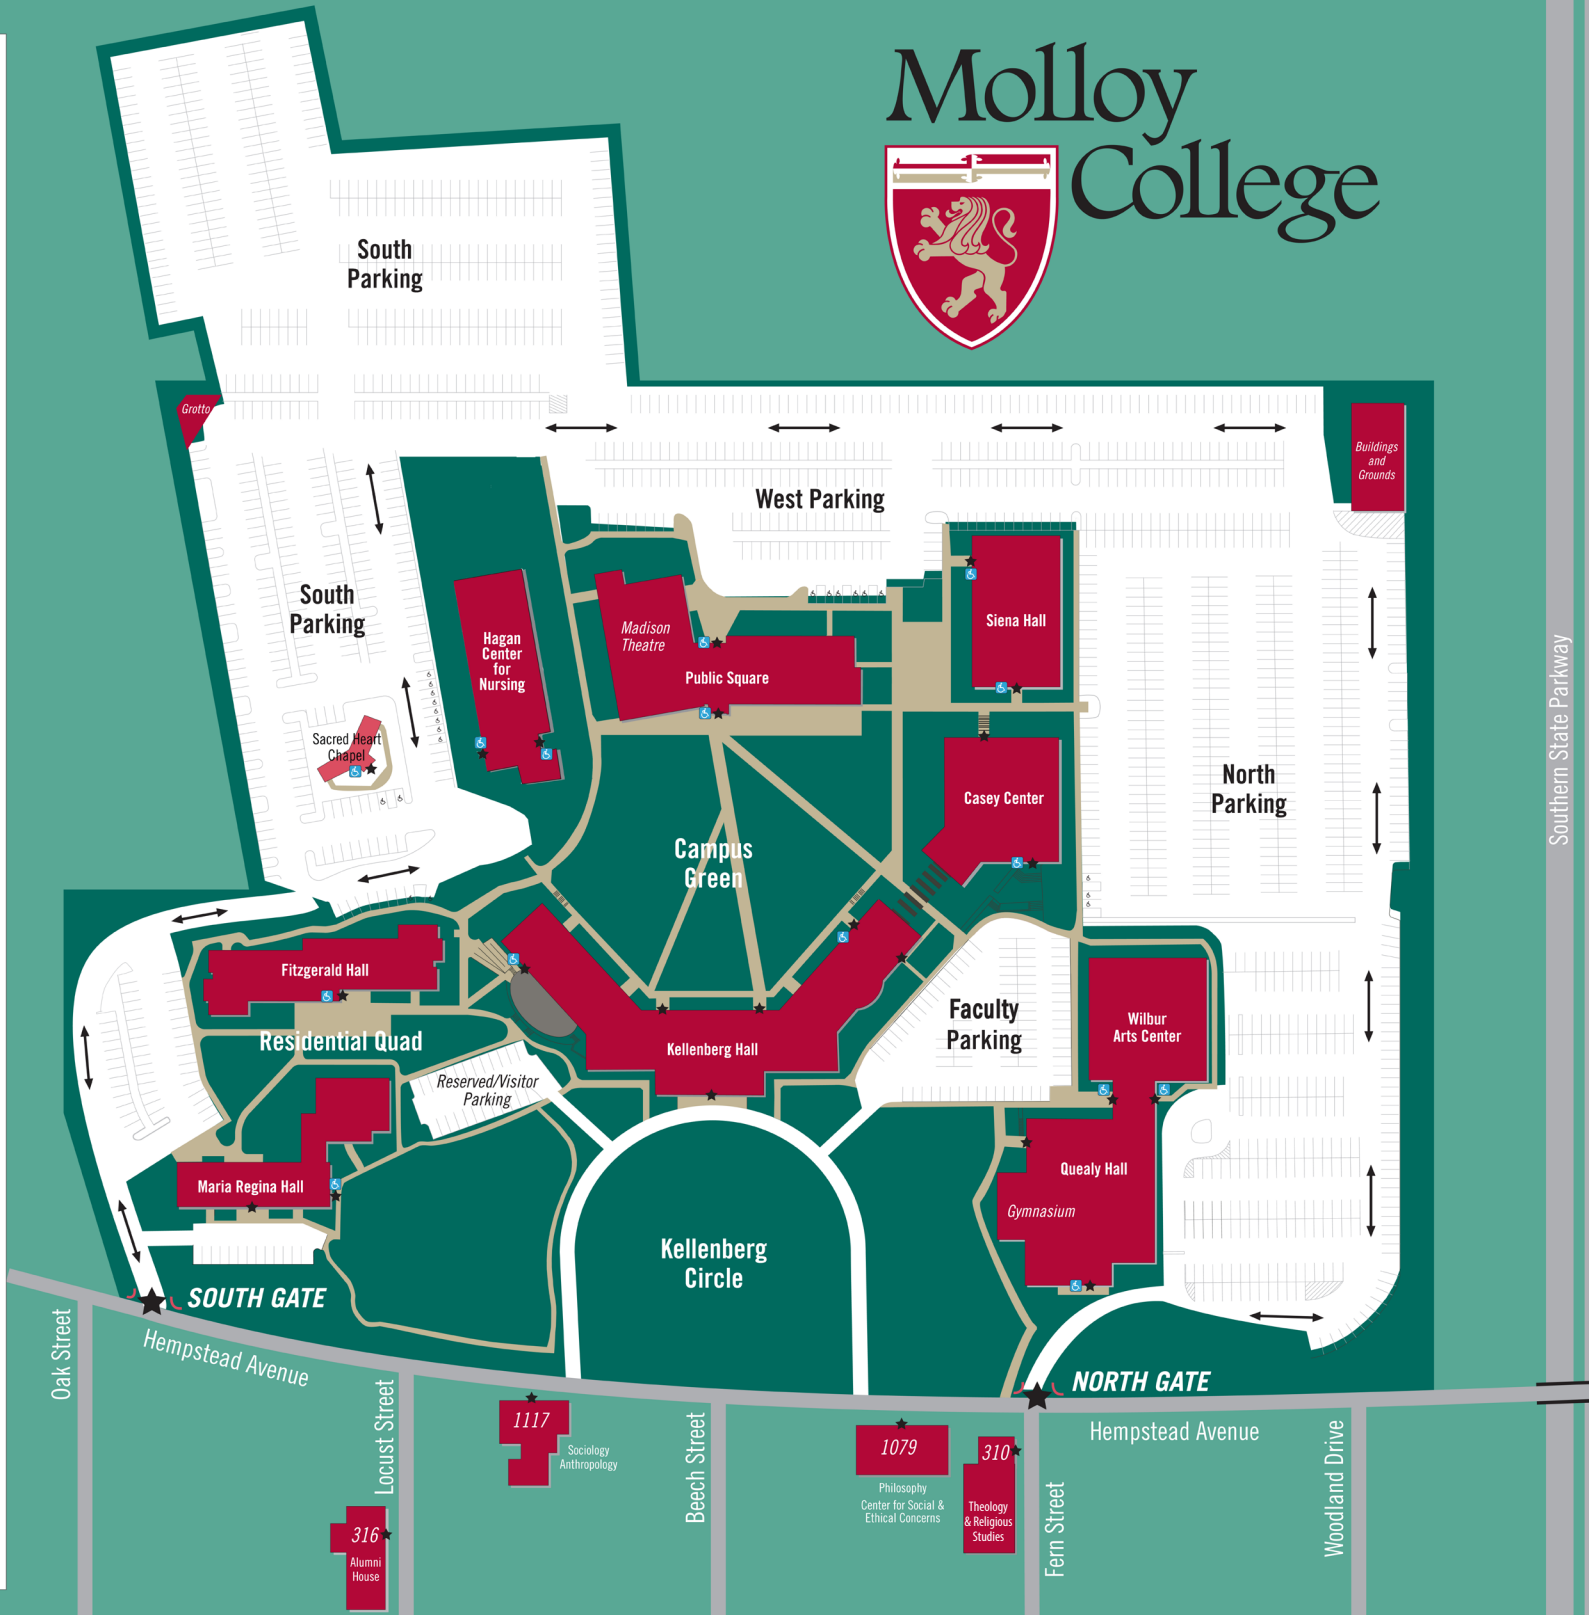 Molloy
College
South
Parking
Grotto
Buildings
and
Grounds
West Parking
South
Parking
Hagan
Center
for
Nursing
Madison
Theatre
Public Square
Siena Hall
Southern State Parkway
Sacred Heart
Chapel
Casey Center
North
Parking
Campus
Green
Fitzgerald Hall
Residential Quad
Kellenberg Hall
Faculty
Parking
Wilbur
Arts Center
Reserved/Visitor
Parking
Maria Regina Hall
Quealy Hall
Gymnasium
Kellenberg
Circle
SOUTH GATE
Hempstead Avenue
Oak Street
NORTH GATE
Hempstead Avenue
Locust Street
1117
Sociology
Anthropology
Beech Street
1079
Philosophy
Center for Social &
Ethical Concerns
310
Theology
& Religious
Studies
Fern Street
Woodland Drive
316
Alumni
House